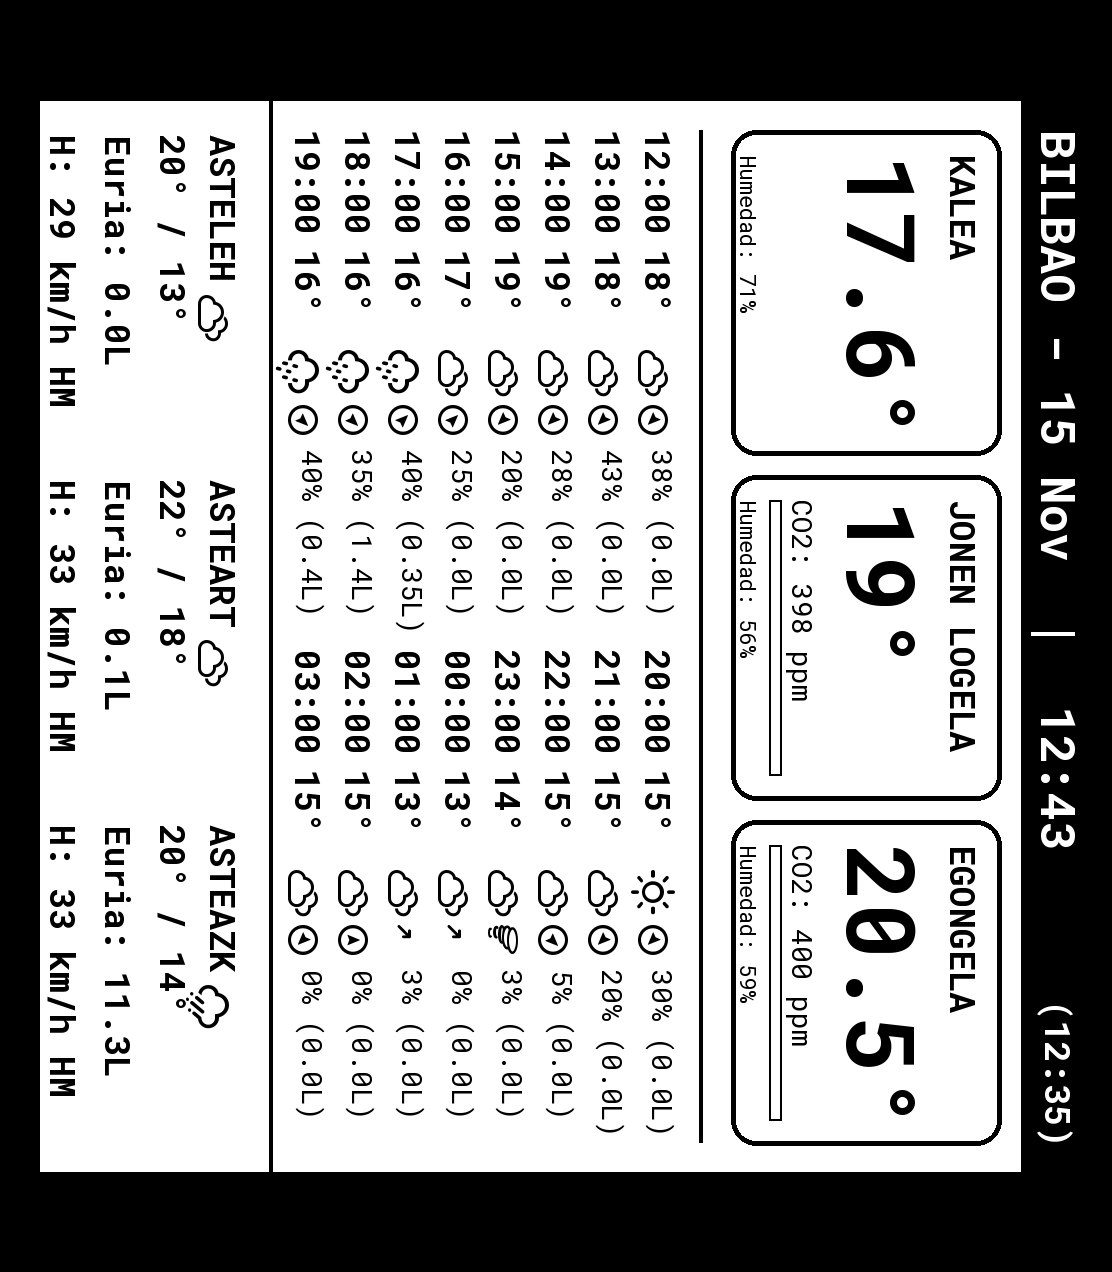 BILBAO - 15 Nov | 12:43 (12:35)
KALEA
17.6°
Humedad: 71%
JONEN LOGELA
19°
CO2: 398 ppm
Humedad: 56%
EGONGELA
20.5°
CO2: 400 ppm
Humedad: 59%
12:00 18° 38% (0.0L)
13:00 18° 43% (0.0L)
14:00 19° 28% (0.0L)
15:00 19° 20% (0.0L)
16:00 17° 25% (0.0L)
17:00 16° 40% (0.35L)
18:00 16° 35% (1.4L)
19:00 16° 40% (0.4L)
20:00 15° 30% (0.0L)
21:00 15° 20% (0.0L)
22:00 15° 5% (0.0L)
23:00 14° 3% (0.0L)
00:00 13° 0% (0.0L)
01:00 13° 3% (0.0L)
02:00 15° 0% (0.0L)
03:00 15° 0% (0.0L)
ASTELEH
20° / 13°
Euria: 0.0L
H: 29 km/h HM
ASTEART
22° / 18°
Euria: 0.1L
H: 33 km/h HM
ASTEAZK
20° / 14°
Euria: 11.3L
H: 33 km/h HM